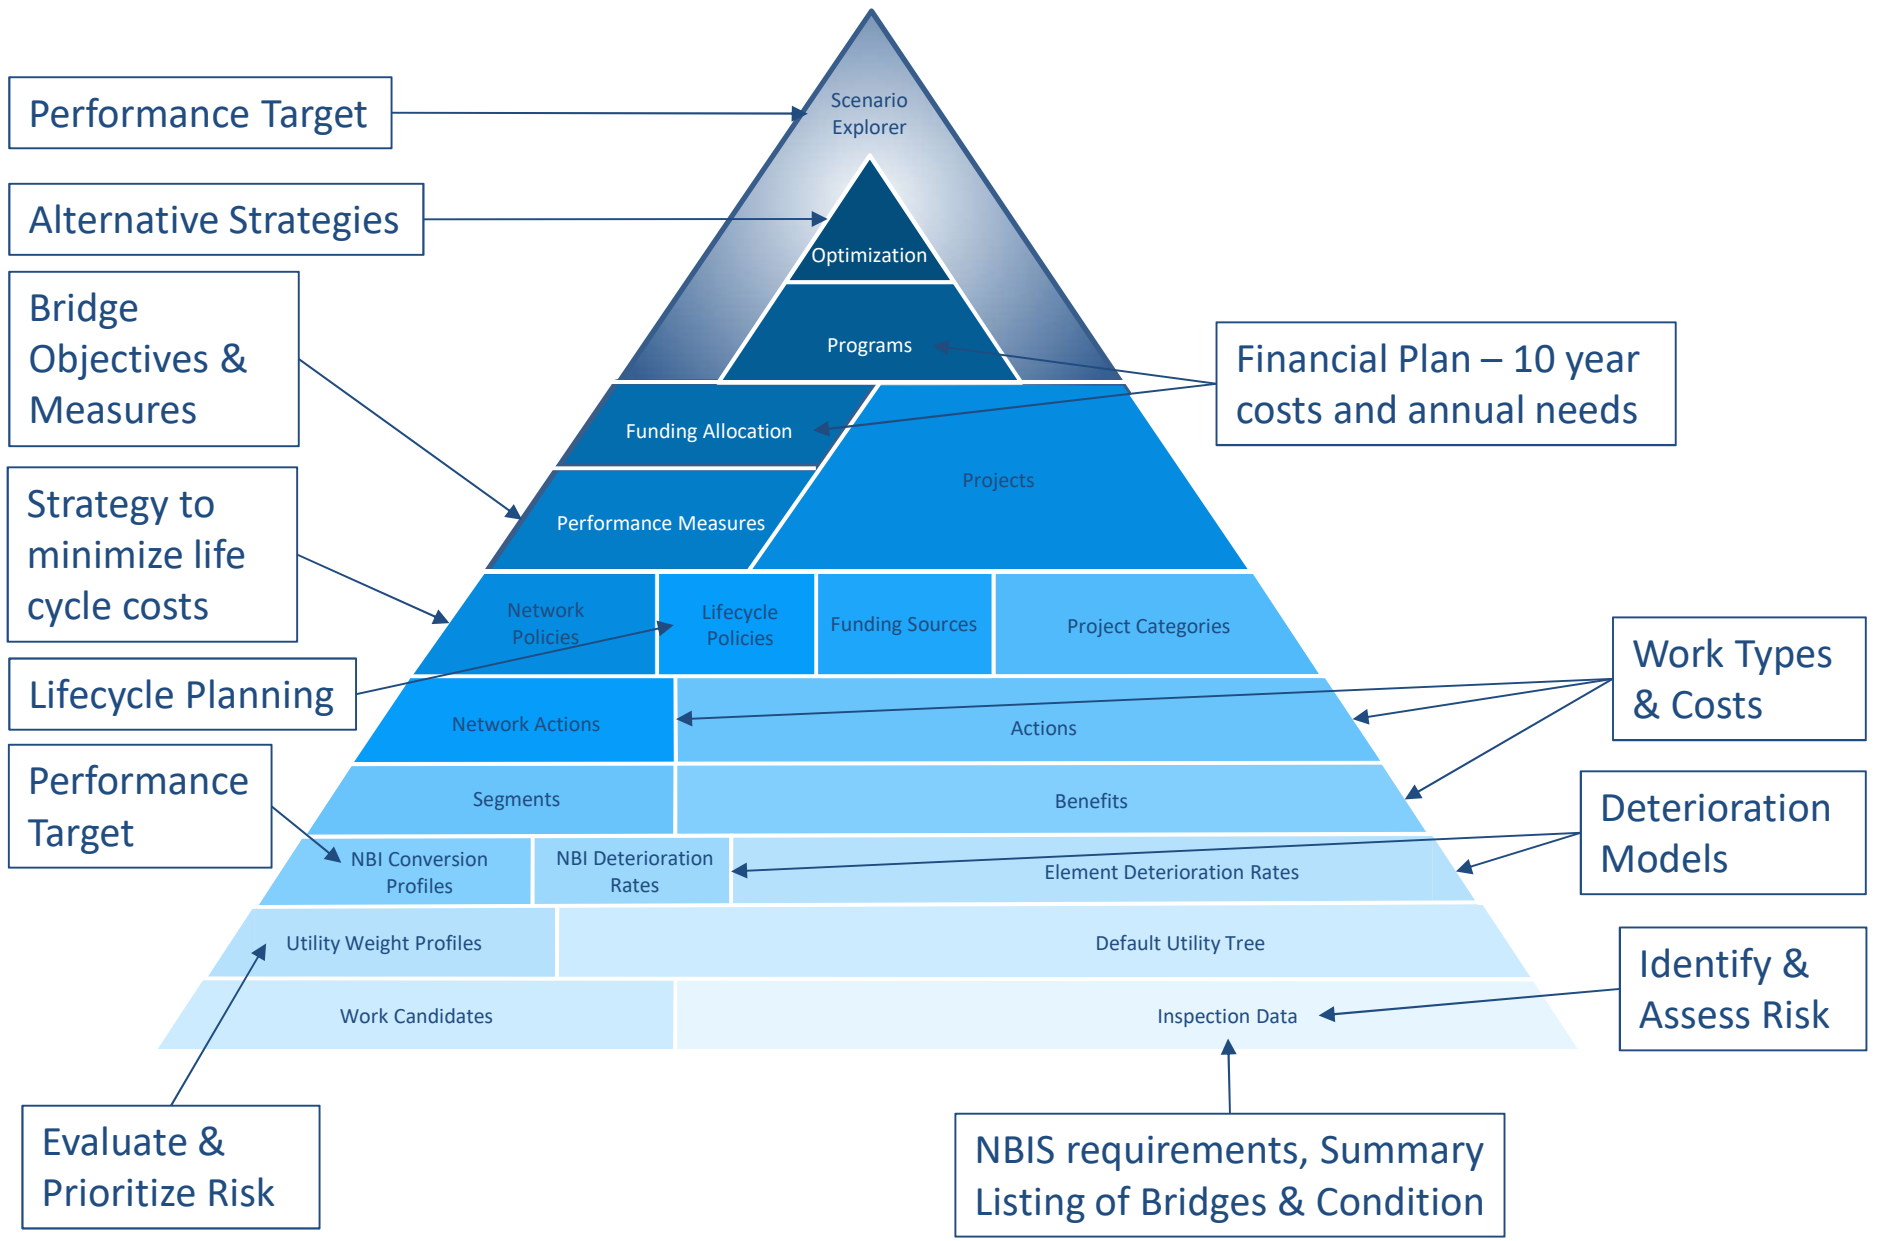 Scenario
Explorer
Performance Target
Alternative Strategies
Optimization
Bridge
Objectives &
Measures
Programs
Financial Plan – 10 year
costs and annual needs
Funding Allocation
Projects
Performance Measures
Strategy to
minimize life
cycle costs
Network
Policies
Lifecycle
Policies
Funding Sources
Project Categories
Work Types
& Costs
Lifecycle Planning
Network Actions
Actions
Performance
Target
Segments
Benefits
Deterioration
Models
NBI Conversion
Profiles
NBI Deterioration
Rates
Element Deterioration Rates
Utility Weight Profiles
Default Utility Tree
Identify &
Assess Risk
Work Candidates
Inspection Data
Evaluate &
Prioritize Risk
NBIS requirements, Summary
Listing of Bridges & Condition